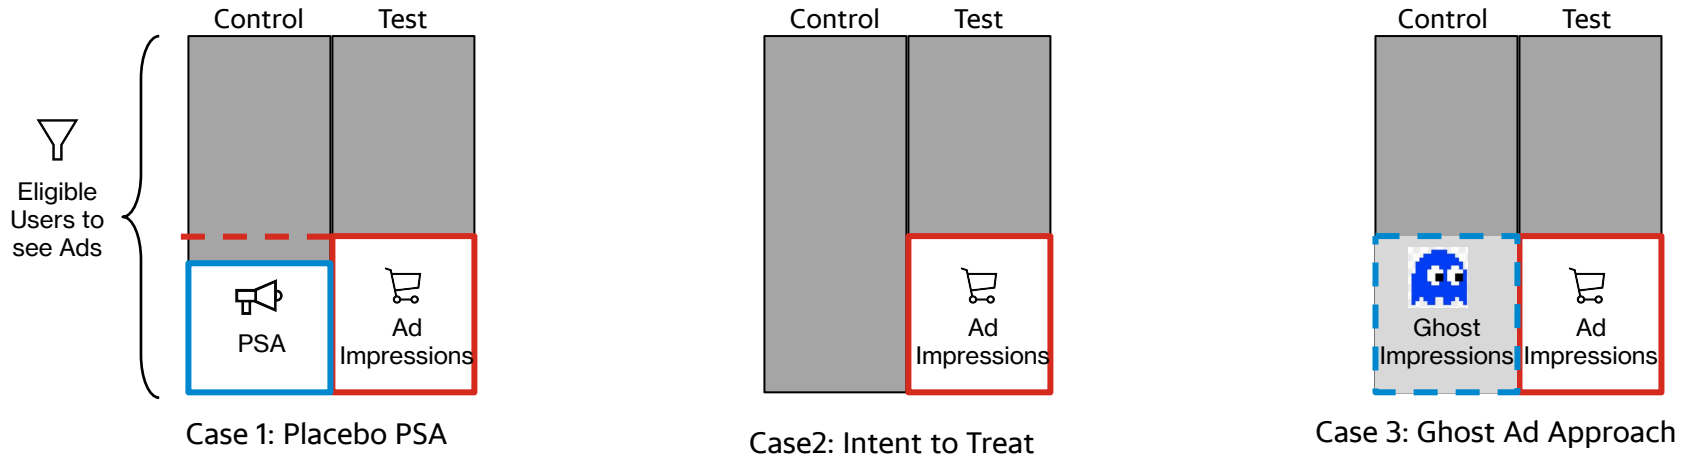 Control Test
Eligible
Users to
see Ads
PSA
Ad
Impressions
Case 1: Placebo PSA
Control Test
Ad
Impressions
Case2: Intent to Treat
Control Test
Ghost
Impressions
Ad
Impressions
Case 3: Ghost Ad Approach